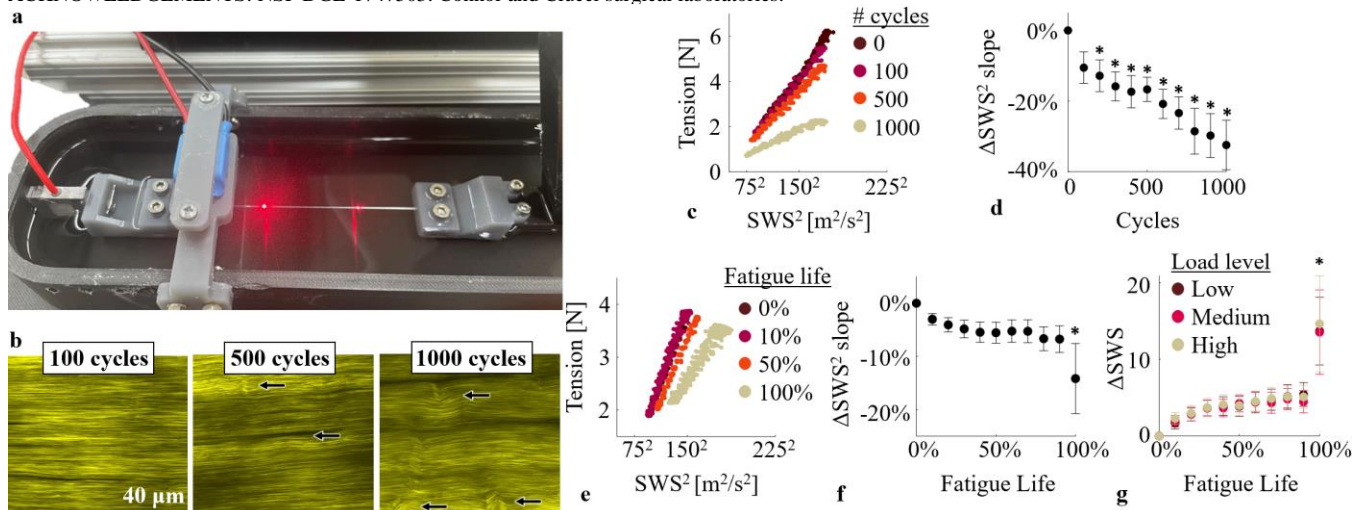 a
b
100 cycles
500 cycles
1000 cycles
40 μm
Tension [N]
6
4
2
0
# cycles
0
100
500
1000
75²
150²
225²
SWS² [m²/s²]
c
ΔSWS² slope
0%
-20%
-40%
*
*
*
*
*
*
*
*
*
0
500
1000
Cycles
d
Tension [N]
4
3
2
Fatigue life
0%
10%
50%
100%
75²
150²
225²
SWS² [m²/s²]
e
ΔSWS² slope
0%
-10%
-20%
*
0%
50%
100%
Fatigue Life
f
ΔSWS
20
10
0
Load level
Low
Medium
High
*
0%
50%
100%
Fatigue Life
g